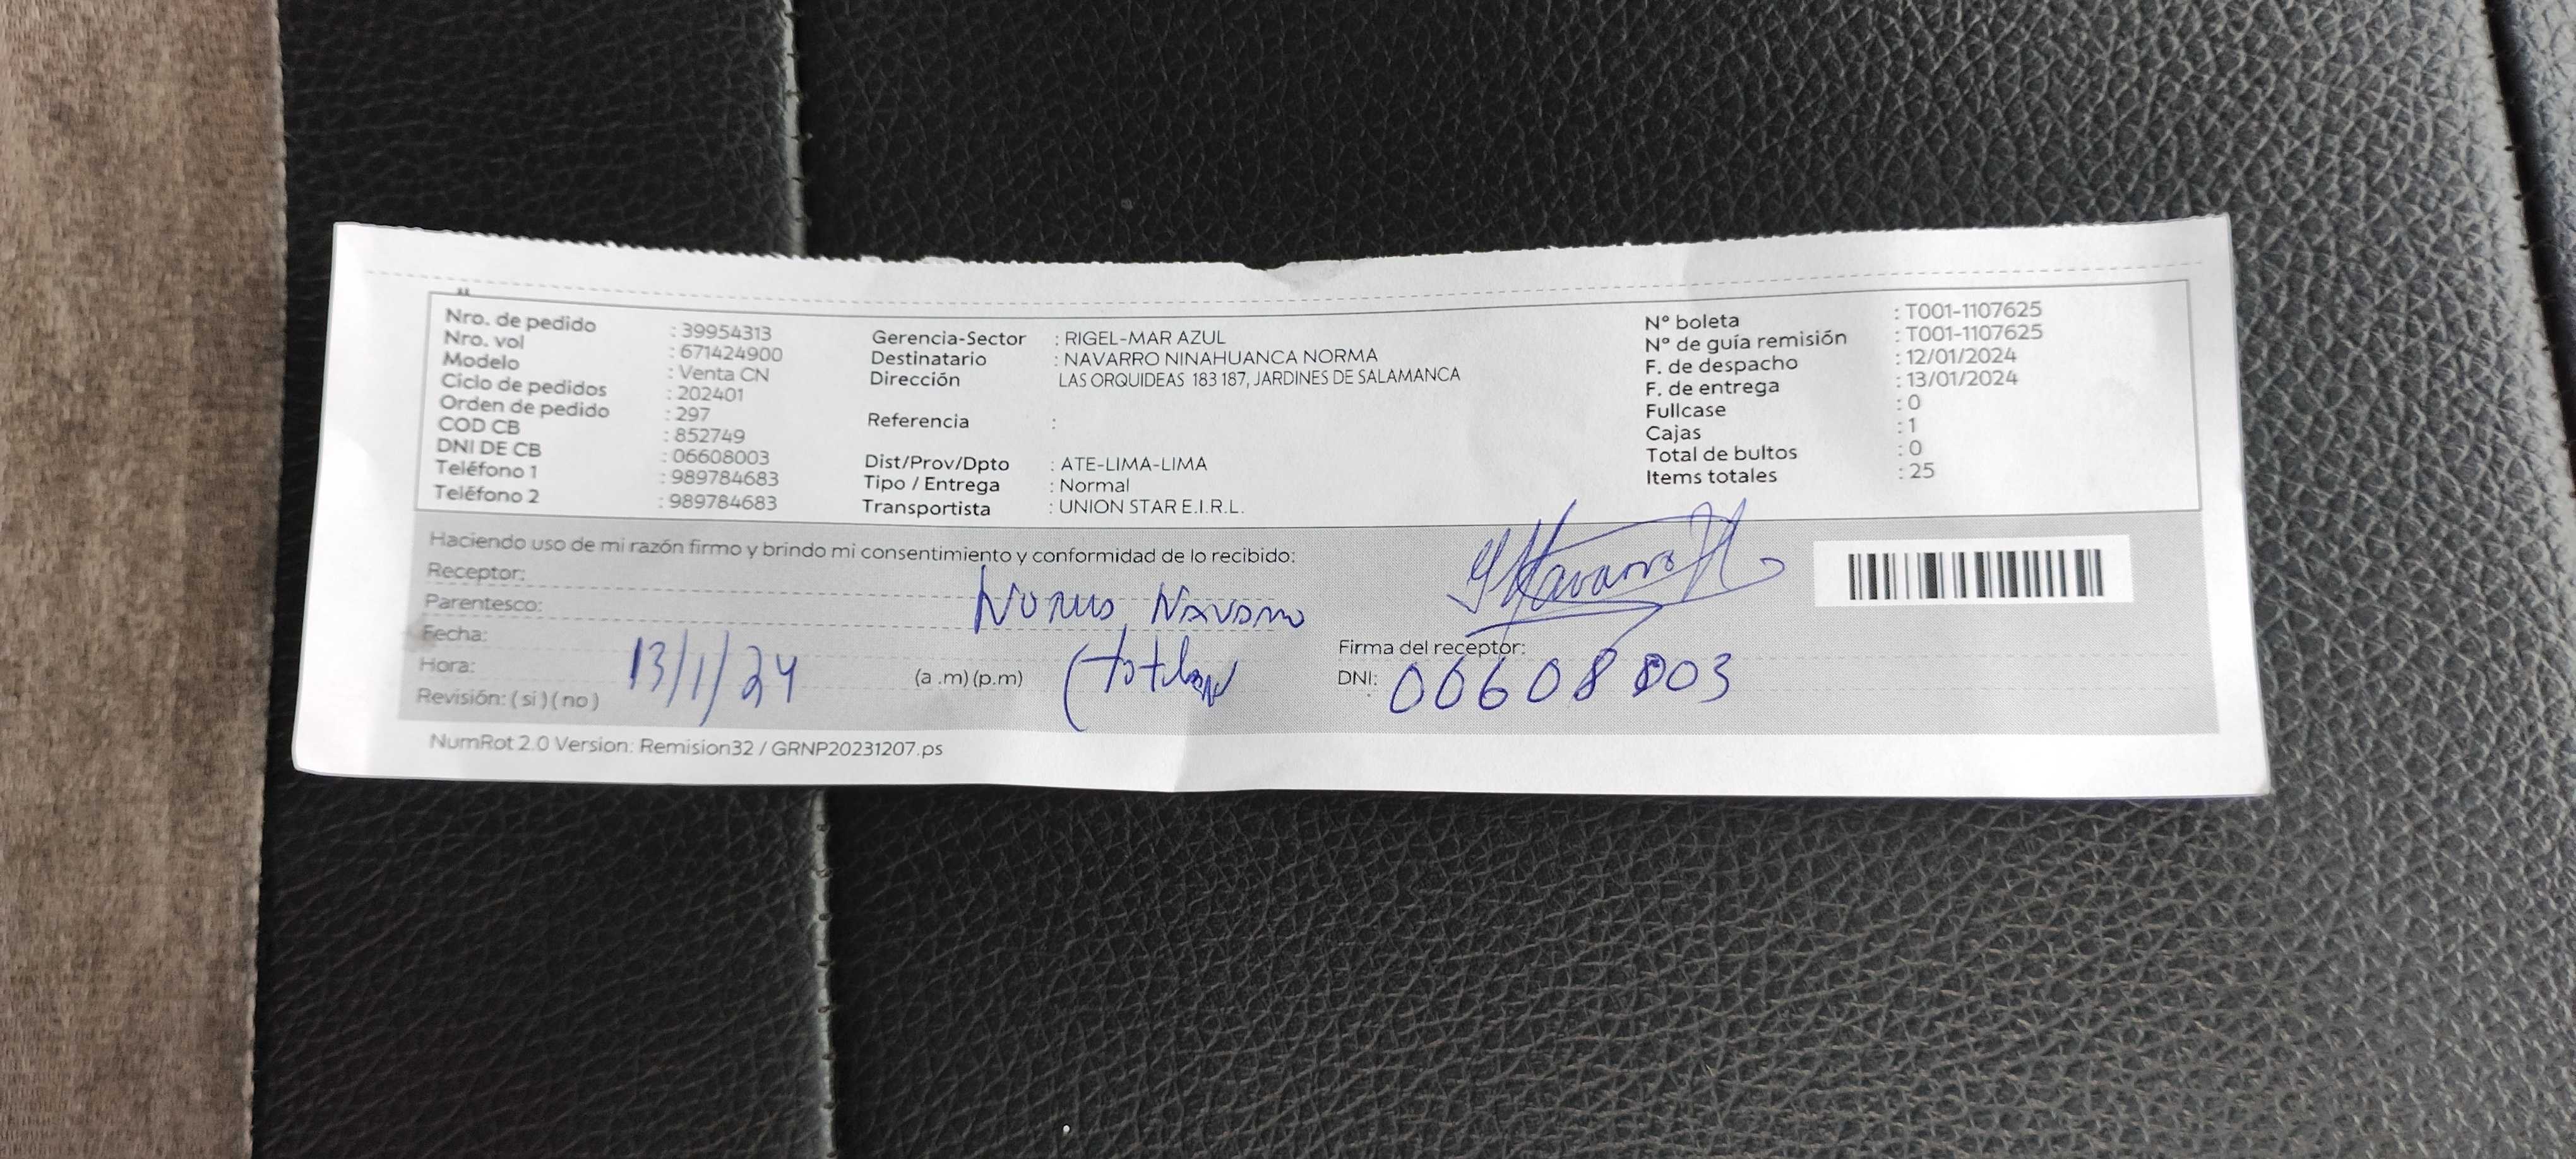 Nro. de pedido : 39954313
Nro. vol : 671424900
Modelo : Venta CN
Ciclo de pedidos : 202401
Orden de pedido : 297
COD CB : 852749
DNI DE CB : 06608003
Teléfono 1 : 989784683
Teléfono 2 : 989784683
Gerencia-Sector : RIGEL-MAR AZUL
Destinatario : NAVARRO NINAHUANCA NORMA
Dirección LAS ORQUIDEAS 183 187, JARDINES DE SALAMANCA
Referencia :
Dist/Prov/Dpto : ATE-LIMA-LIMA
Tipo / Entrega : Normal
Transportista : UNION STAR E.I.R.L.
N° boleta : T001-1107625
N° de guía remisión : T001-1107625
F. de despacho : 12/01/2024
F. de entrega : 13/01/2024
Fullcase : 0
Cajas : 1
Total de bultos : 0
Items totales : 25
Haciendo uso de mi razón firmo y brindo mi consentimiento y conformidad de lo recibido:
Receptor:
Parentesco: Norma Navarro
Fecha:
Hora: 13/1/24 (a .m) (p.m)
Revisión: ( si ) ( no )
Firma del receptor:
DNI: 06608003
NumRot 2.0 Version: Remision32 / GRNP20231207.ps